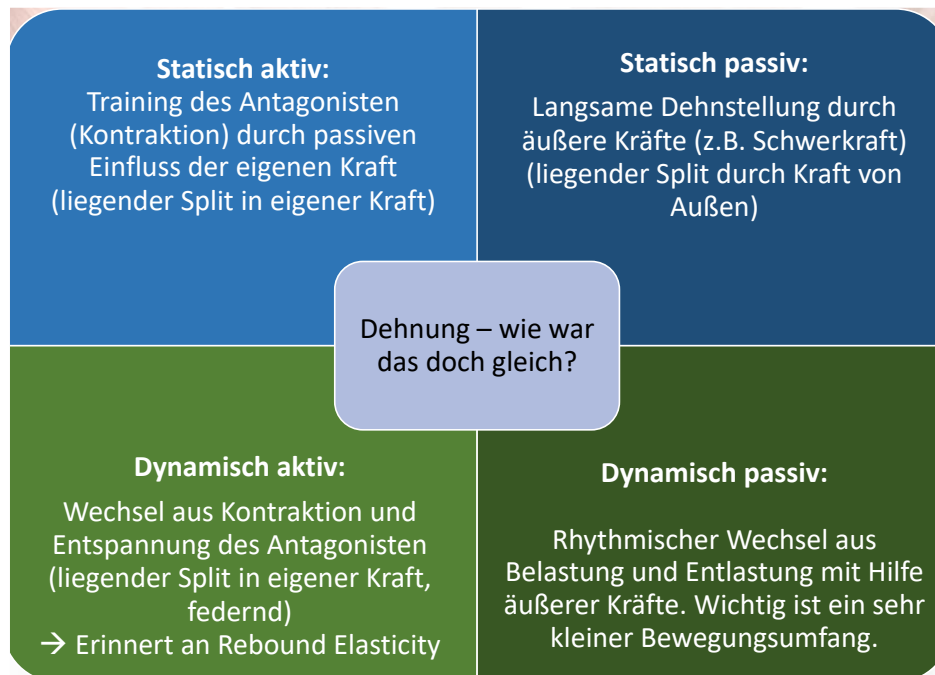 Statisch aktiv:
Training des Antagonisten
(Kontraktion) durch passiven
Einfluss der eigenen Kraft
(liegender Split in eigener Kraft)
Statisch passiv:
Langsame Dehnstellung durch
äußere Kräfte (z.B. Schwerkraft)
(liegender Split durch Kraft von
Außen)
Dehnung – wie war
das doch gleich?
Dynamisch aktiv:
Wechsel aus Kontraktion und
Entspannung des Antagonisten
(liegender Split in eigener Kraft,
federnd)
→ Erinnert an Rebound Elasticity
Dynamisch passiv:
Rhythmischer Wechsel aus
Belastung und Entlastung mit Hilfe
äußerer Kräfte. Wichtig ist ein sehr
kleiner Bewegungsumfang.